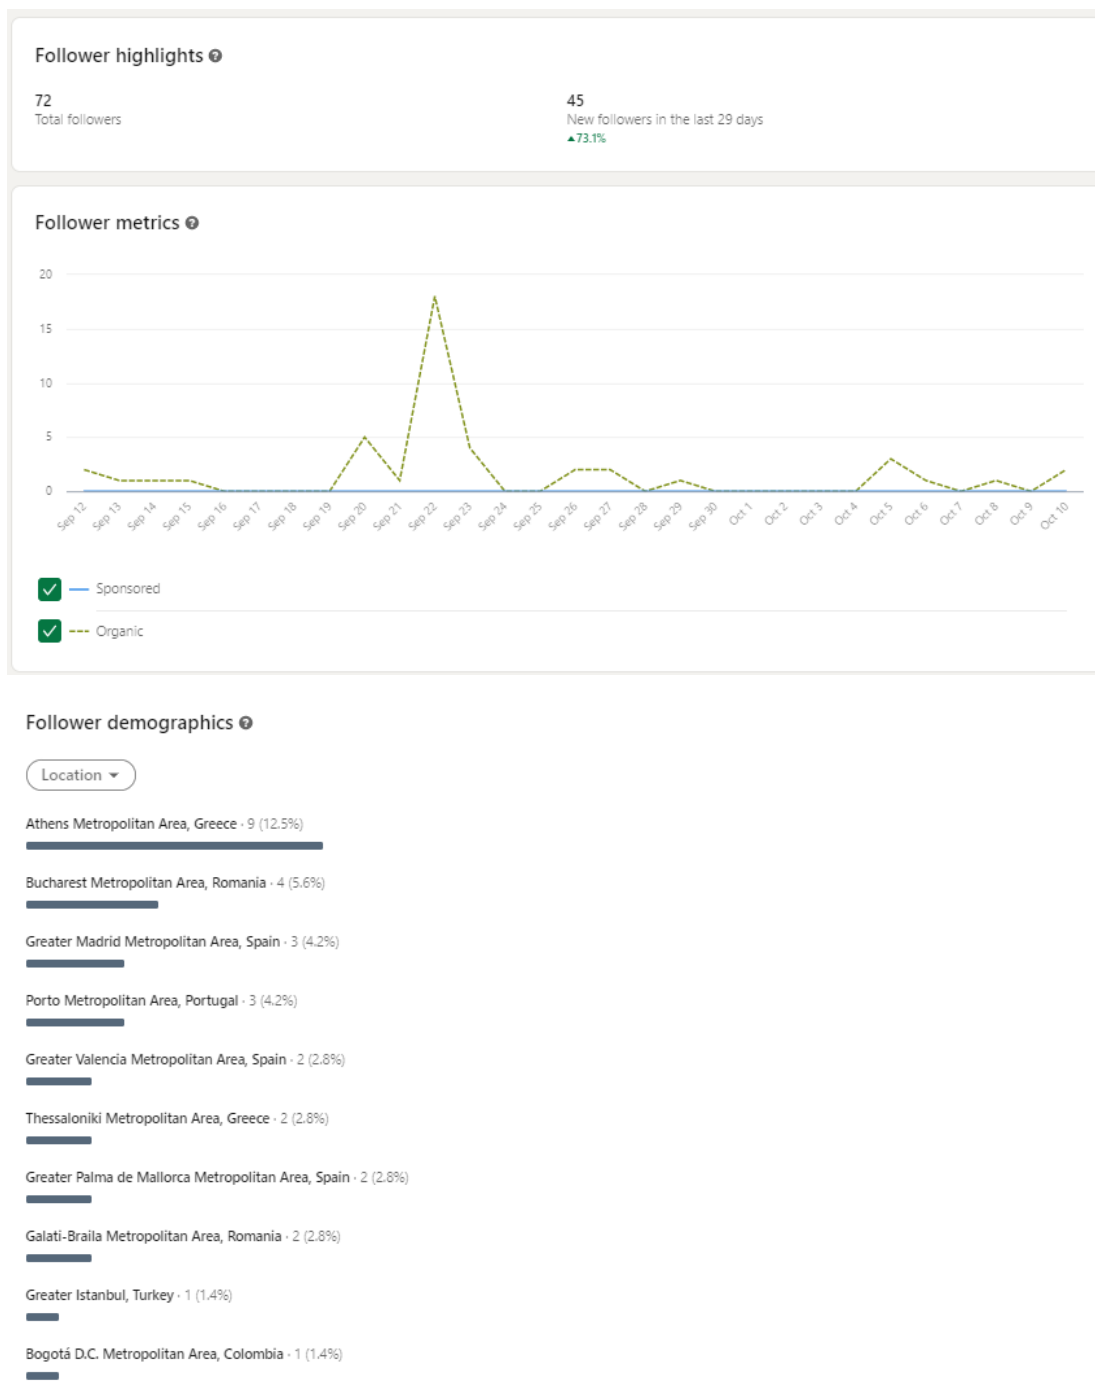 Follower highlights
72
Total followers
45
New followers in the last 29 days
▲73.1%
Follower metrics
20
15
10
5
0
Sep 12
Sep 13
Sep 14
Sep 15
Sep 16
Sep 17
Sep 18
Sep 19
Sep 20
Sep 21
Sep 22
Sep 23
Sep 24
Sep 25
Sep 26
Sep 27
Sep 28
Sep 29
Sep 30
Oct 1
Oct 2
Oct 3
Oct 4
Oct 5
Oct 6
Oct 7
Oct 8
Oct 9
Oct 10
Sponsored
Organic
Follower demographics
Location
Athens Metropolitan Area, Greece · 9 (12.5%)
Bucharest Metropolitan Area, Romania · 4 (5.6%)
Greater Madrid Metropolitan Area, Spain · 3 (4.2%)
Porto Metropolitan Area, Portugal · 3 (4.2%)
Greater Valencia Metropolitan Area, Spain · 2 (2.8%)
Thessaloniki Metropolitan Area, Greece · 2 (2.8%)
Greater Palma de Mallorca Metropolitan Area, Spain · 2 (2.8%)
Galati-Braila Metropolitan Area, Romania · 2 (2.8%)
Greater Istanbul, Turkey · 1 (1.4%)
Bogotá D.C. Metropolitan Area, Colombia · 1 (1.4%)